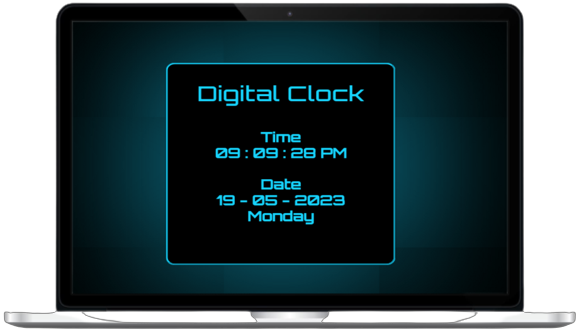 Digital Clock
Time
09 : 09 : 28 PM
Date
19 - 05 - 2023
Monday